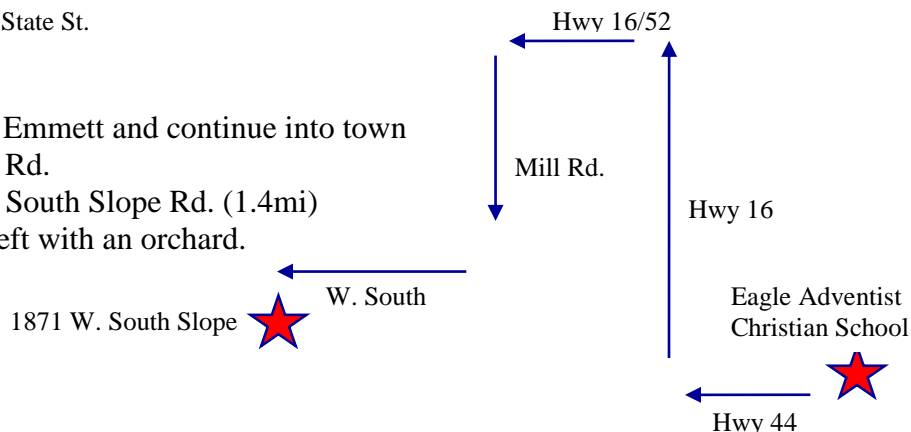 State St.
Hwy 16/52
Emmett and continue into town
Rd.
Mill Rd.
South Slope Rd. (1.4mi)
Hwy 16
eft with an orchard.
W. South
Eagle Adventist
Christian School
1871 W. South Slope
Hwy 44